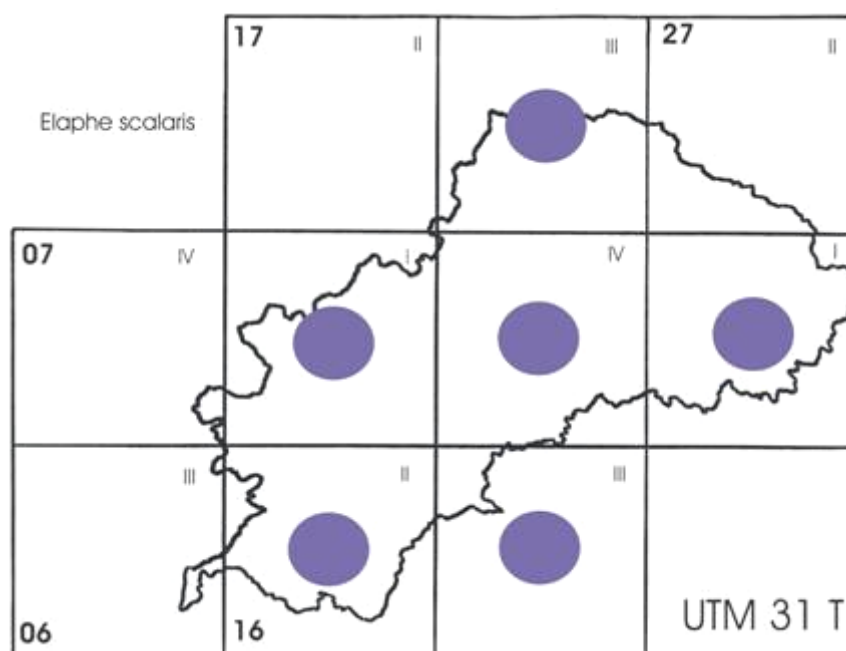 17 II III 27 II
Elaphe scalaris
07 IV I IV I
III II III
06 16 UTM 31 T